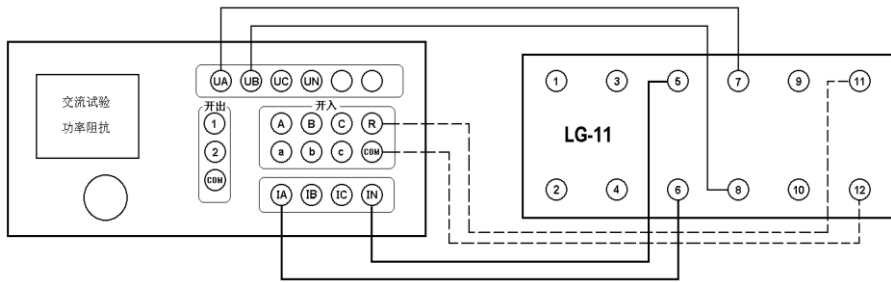 UA UB UC UN
交流试验
功率阻抗
开出
1
2
COM
开入
A B C R
a b c COM
IA IB IC IN
1 3 5 7 9 11
LG-11
2 4 6 8 10 12